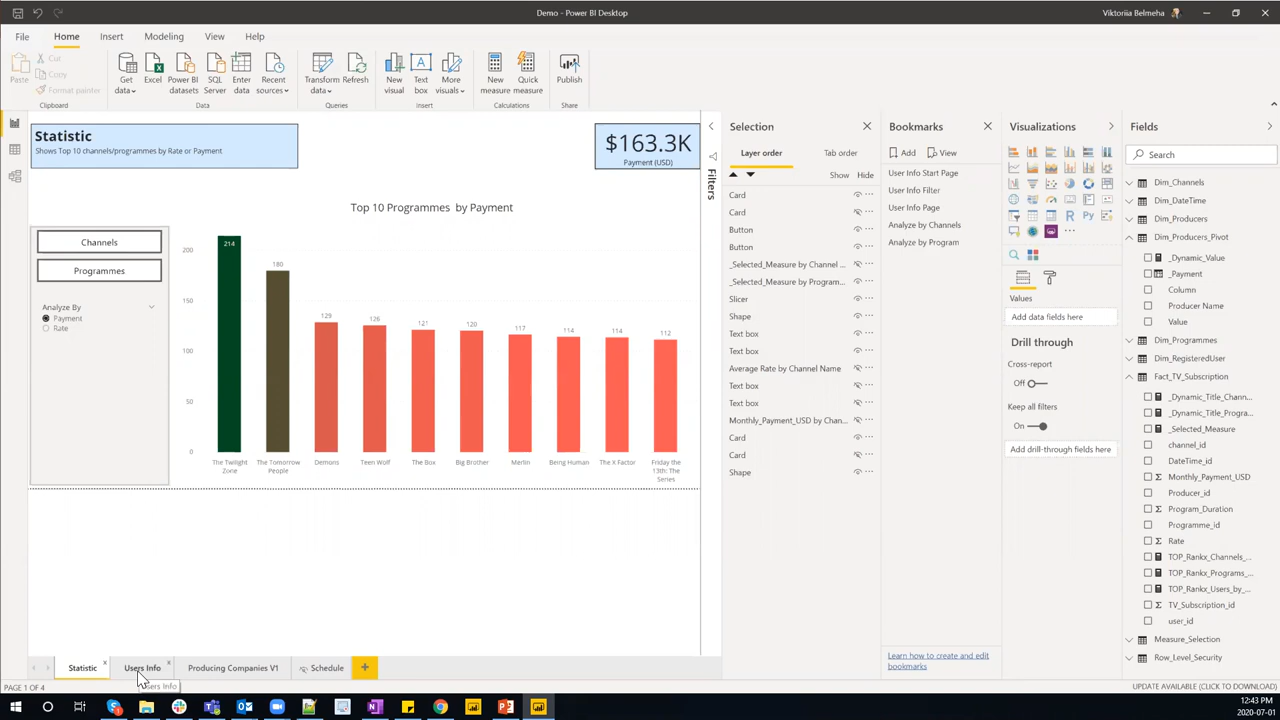 Demo - Power BI Desktop
Viktoriia Belmeha
File
Home
Insert
Modeling
View
Help
Paste
Cut
Copy
Format painter
Clipboard
Get data
Excel
Power BI datasets
SQL Server
Enter data
Recent sources
Data
Transform data
Refresh
Queries
New visual
Text box
More visuals
Insert
New measure
Quick measure
Calculations
Publish
Share
Statistic
Shows Top 10 channels/programmes by Rate or Payment
$163.3K
Payment (USD)
Top 10 Programmes by Payment
Channels
Programmes
Analyze By
Payment
Rate
200
150
100
50
0
214
180
129
126
121
120
117
114
114
112
The Twilight Zone
The Tomorrow People
Demons
Teen Wolf
The Box
Big Brother
Merlin
Being Human
The X Factor
Friday the 13th: The Series
Filters
Selection
Layer order
Tab order
Show
Hide
Card
Card
Button
Button
_Selected_Measure by Channel ...
_Selected_Measure by Program...
Slicer
Shape
Text box
Text box
Average Rate by Channel Name
Text box
Text box
Monthly_Payment_USD by Chan...
Card
Card
Shape
Bookmarks
Add
View
User Info Start Page
User Info Filter
User Info Page
Analyze by Channels
Analyze by Program
Learn how to create and edit
bookmarks
Visualizations
Values
Add data fields here
Drill through
Cross-report
Off
Keep all filters
On
Add drill-through fields here
Fields
Search
Dim_Channels
Dim_DateTime
Dim_Producers
Dim_Producers_Pivot
_Dynamic_Value
_Payment
Column
Producer Name
Value
Dim_Programmes
Dim_RegisteredUser
Fact_TV_Subscription
_Dynamic_Title_Chann...
_Dynamic_Title_Progra...
_Selected_Measure
channel_id
DateTime_id
Monthly_Payment_USD
Producer_id
Program_Duration
Programme_id
Rate
TOP_Rankx_Channels_...
TOP_Rankx_Programs_...
TOP_Rankx_Users_by_...
TV_Subscription_id
user_id
Measure_Selection
Row_Level_Security
Statistic
Users Info
Producing Companies V1
Schedule
Users Info
PAGE 1 OF 4
UPDATE AVAILABLE (CLICK TO DOWNLOAD)
12:43 PM
2020-07-01